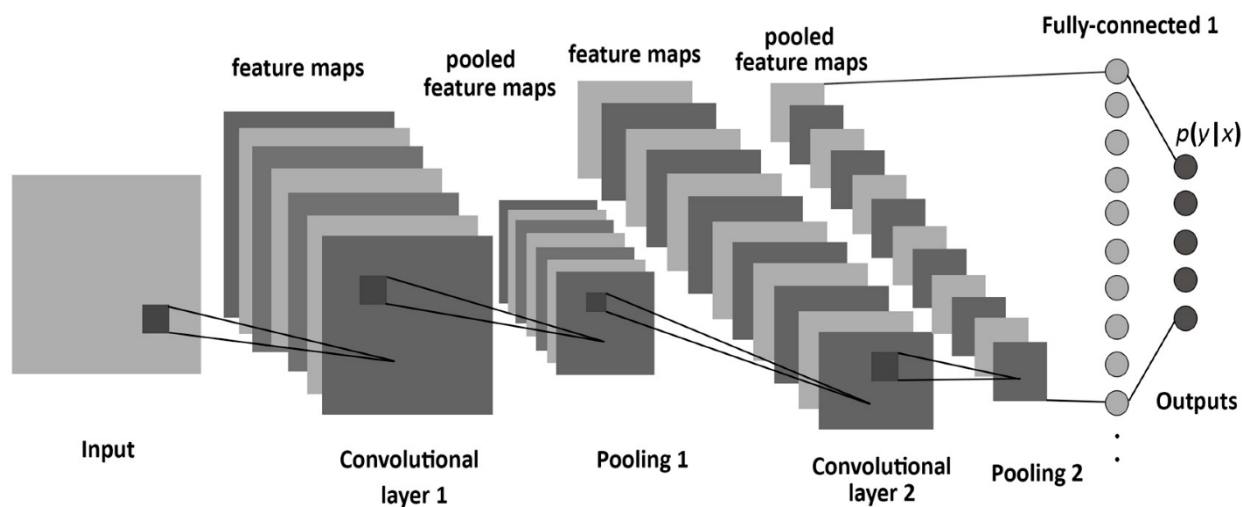 Fully-connected 1
feature maps
pooled
feature maps
feature maps
pooled
feature maps
p(y|x)
Input
Convolutional
layer 1
Pooling 1
Convolutional
layer 2
Pooling 2
Outputs